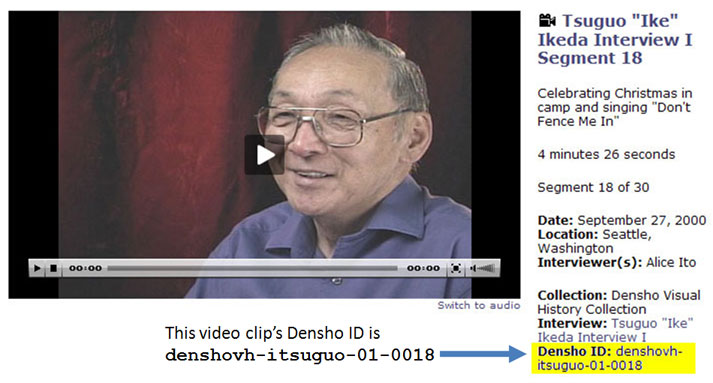 Tsuguo "Ike"
Ikeda Interview I
Segment 18
Celebrating Christmas in
camp and singing "Don't
Fence Me In"
4 minutes 26 seconds
Segment 18 of 30
Date: September 27, 2000
Location: Seattle,
Washington
Interviewer(s): Alice Ito
00:00
00:00
Switch to audio
Collection: Densho Visual
History Collection
Interview: Tsuguo "Ike"
Ikeda Interview I
Densho ID: denshovh-
itsuguo-01-0018
This video clip's Densho ID is
denshovh-itsuguo-01-0018